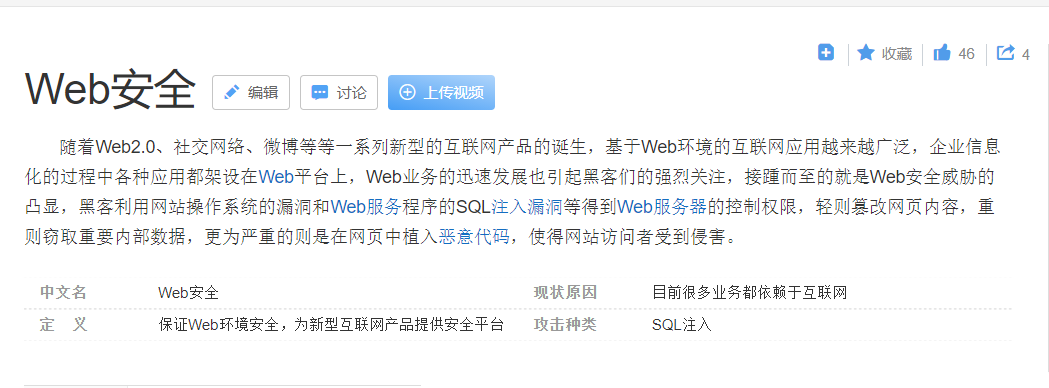 收藏 46 4
Web安全 编辑 讨论 上传视频
随着Web2.0、社交网络、微博等等一系列新型的互联网产品的诞生，基于Web环境的互联网应用越来越广泛，企业信息
化的过程中各种应用都架设在Web平台上，Web业务的迅速发展也引起黑客们的强烈关注，接踵而至的就是Web安全威胁的
凸显，黑客利用网站操作系统的漏洞和Web服务程序的SQL注入漏洞等得到Web服务器的控制权限，轻则篡改网页内容，重
则窃取重要内部数据，更为严重的则是在网页中植入恶意代码，使得网站访问者受到侵害。
中文名 Web安全 现状原因 目前很多业务都依赖于互联网
定 义 保证Web环境安全，为新型互联网产品提供安全平台 攻击种类 SQL注入